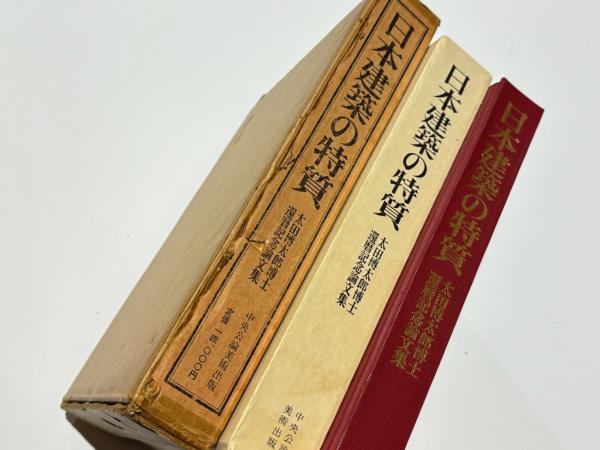 日本建築の特質
太田博太郎博士
還暦記念論文集
中央公論美術出版
定価 一四、〇〇〇円
日本建築の特質
太田博太郎博士
還暦記念論文集
中央公論
美術出版
日本建築の特質
太田博太郎博士
還暦記念論文集